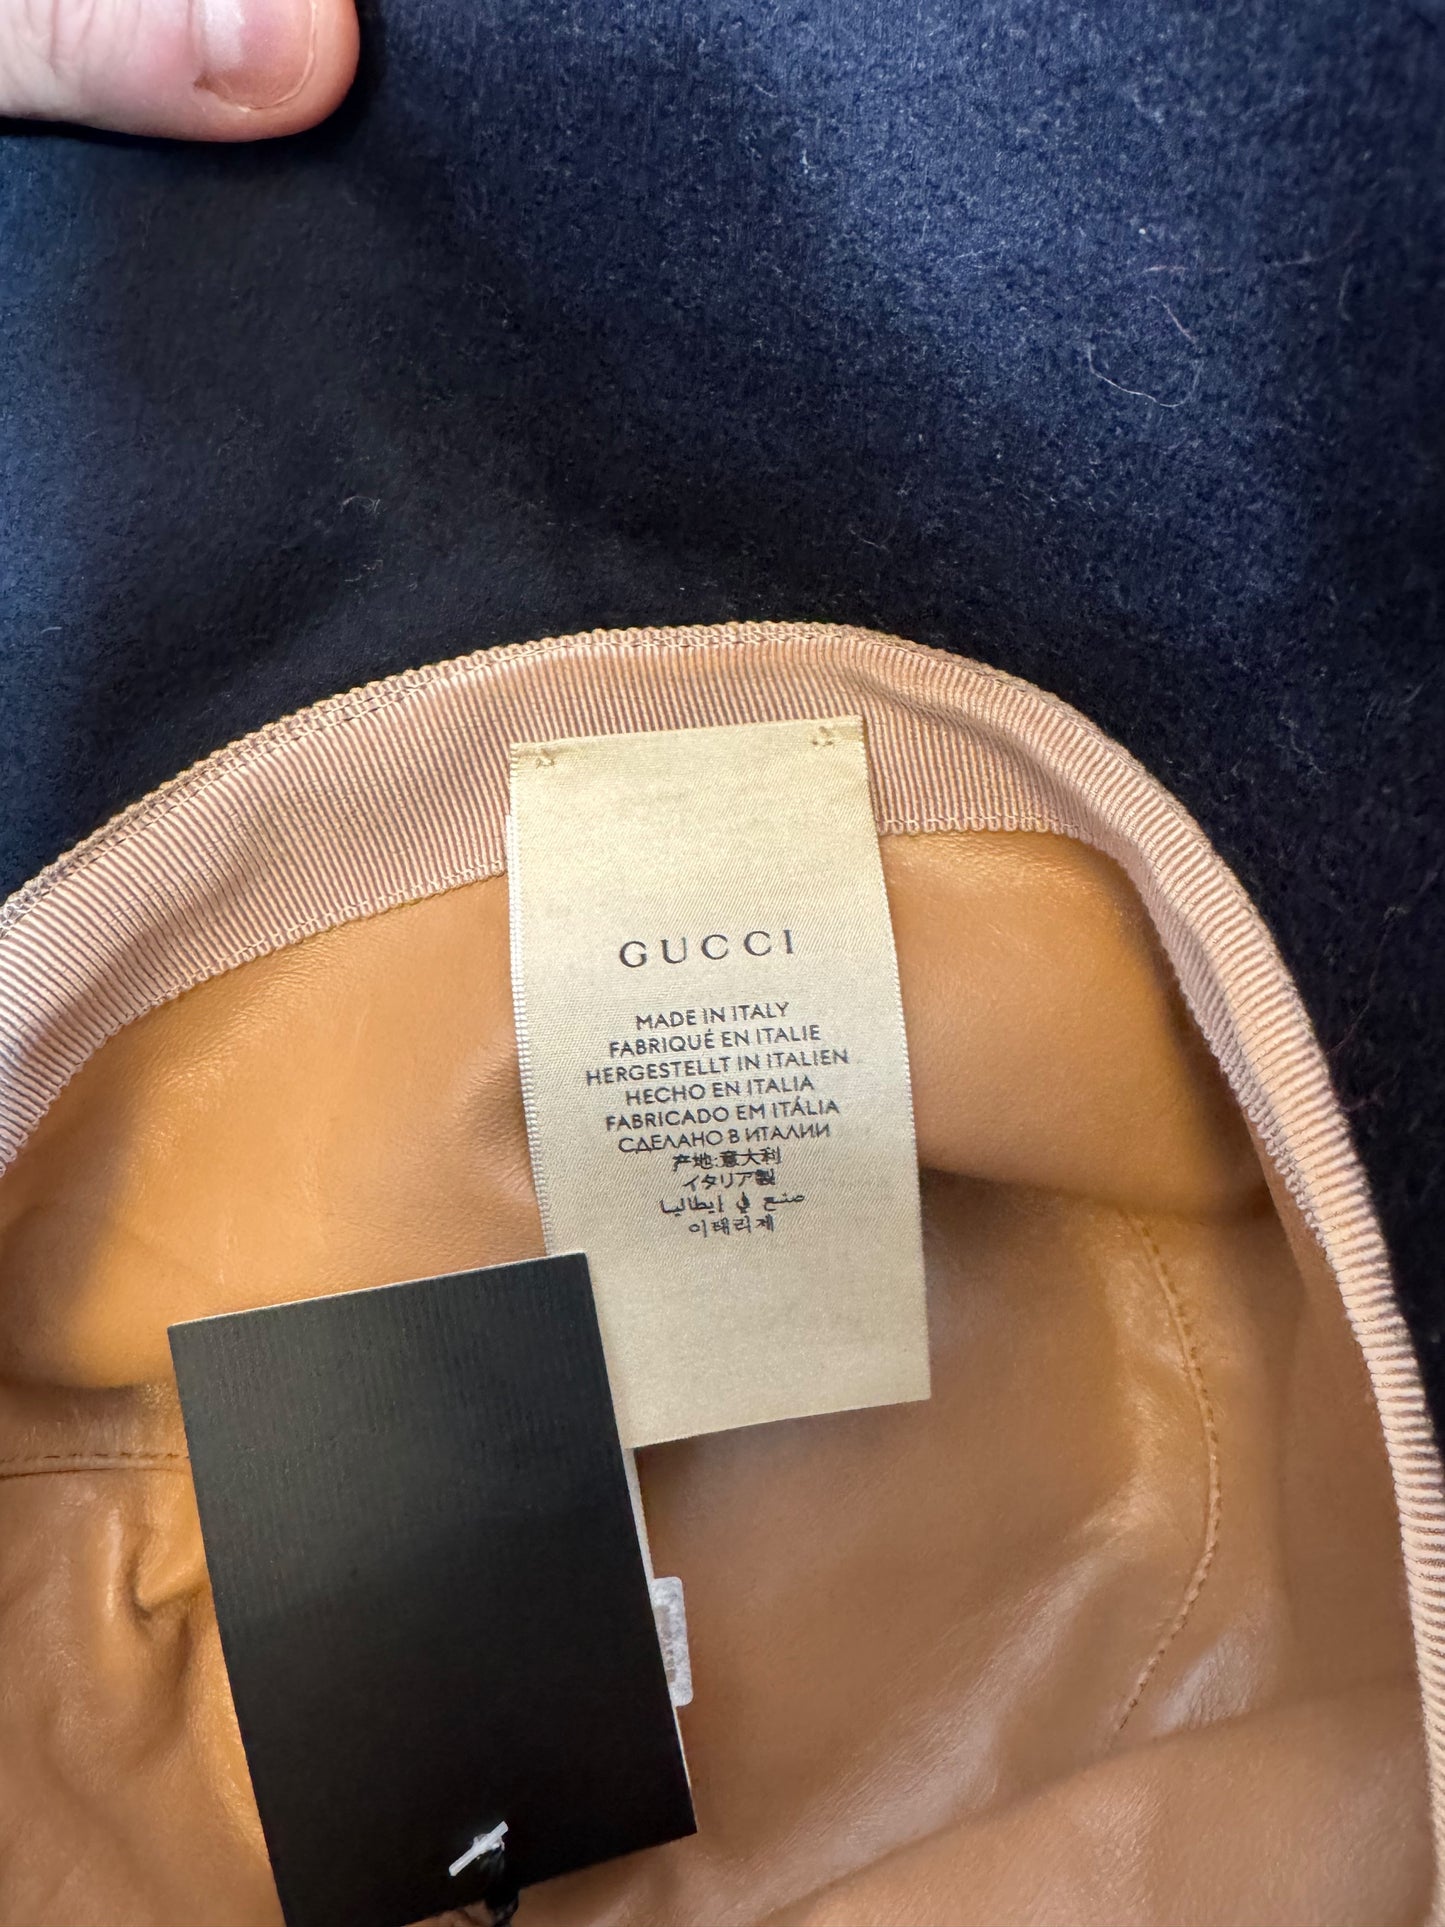 GUCCI
MADE IN ITALY
FABRIQUÉ EN ITALIE
HERGESTELLT IN ITALIEN
HECHO EN ITALIA
FABRICADO EM ITÁLIA
СДЕЛАНО В ИТАЛИИ
产地:意大利
イタリア製
صنع في إيطاليا
이태리제